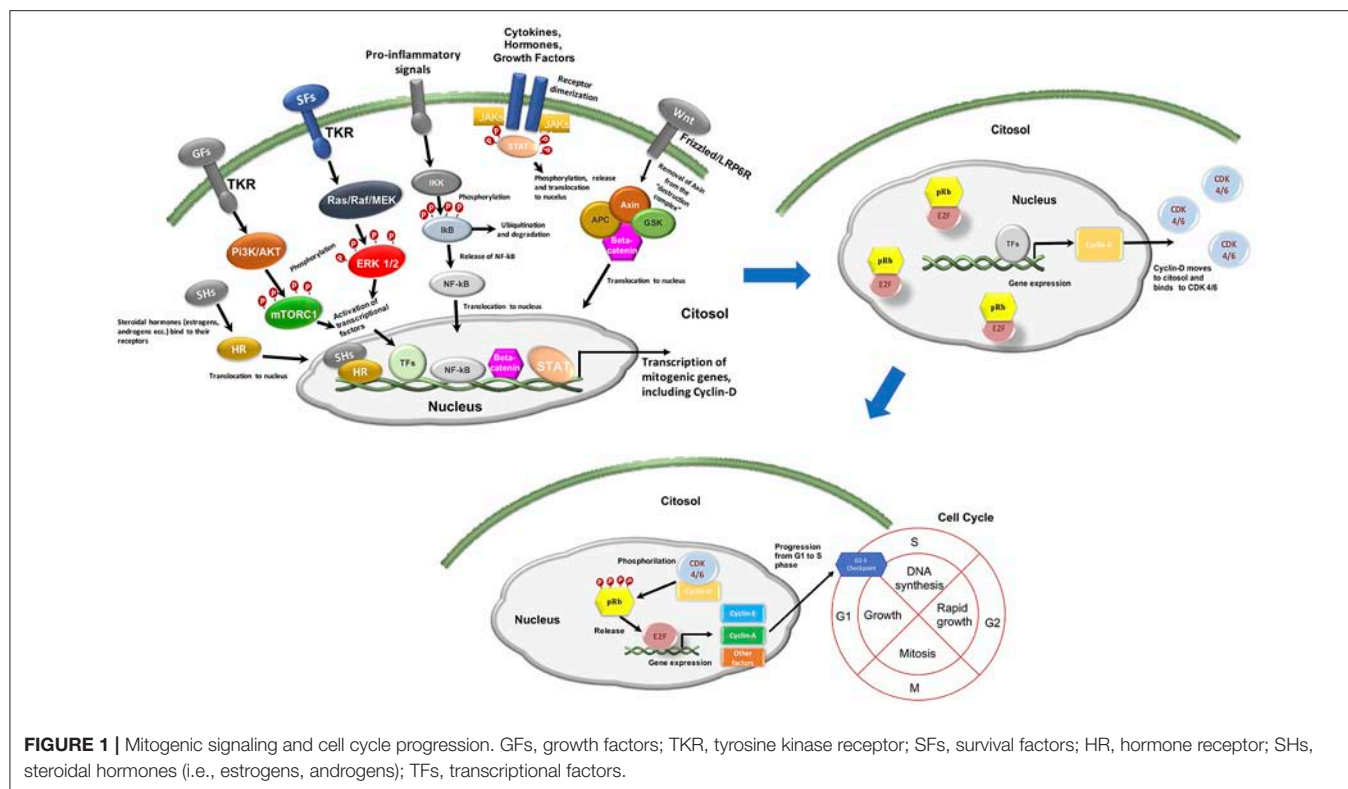 Cytokines,
Hormones,
Growth Factors
Pro-inflammatory
signals
Receptor
dimerization
SFs
TKR
JAKs
JAKs
P
P
P
P
STAT
Wnt
Frizzled/LRP6R
GFs
TKR
Phosphorylation, release
and translocation
to nucelus
Removal of Axin
from the
"destruction
complex"
IKK
Phosphorylation
Ras/Raf/MEK
P
P
P
P
IkB
Ubiquitination
and degradation
Axin
APC
GSK
Beta-
catenin
Pi3K/AKT
Phosphorylation
P
P
P
P
ERK 1/2
Release of NF-kB
NF-kB
Translocation to nucleus
Translocation to nucleus
SHs
P
P
P
P
mTORC1
Activation of
transcriptional
factors
Steroidal hormones (estrogens,
androgens ecc.) bind to their
receptors
HR
Translocation to nucleus
Citosol
SHs
HR
TFs
NF-kB
Beta-
catenin
STAT
Nucleus
Transcription of
mitogenic genes,
including Cyclin-D
Citosol
Nucleus
pRb
E2F
pRb
E2F
pRb
E2F
TFs
Cyclin-D
Gene expression
CDK
4/6
CDK
4/6
CDK
4/6
Cyclin-D moves
to citosol and
binds to CDK 4/6
Citosol
Nucleus
Phosphorilation
CDK
4/6
Cyclin-D
P
P
P
P
pRb
Release
E2F
Gene expression
Cyclin-E
Cyclin-A
Other
factors
Progression
from G1 to S
phase
Cell Cycle
G1-S
Checkpoint
S
DNA
synthesis
G1
Growth
Rapid
growth
G2
Mitosis
M
FIGURE 1 | Mitogenic signaling and cell cycle progression. GFs, growth factors; TKR, tyrosine kinase receptor; SFs, survival factors; HR, hormone receptor; SHs,
steroidal hormones (i.e., estrogens, androgens); TFs, transcriptional factors.